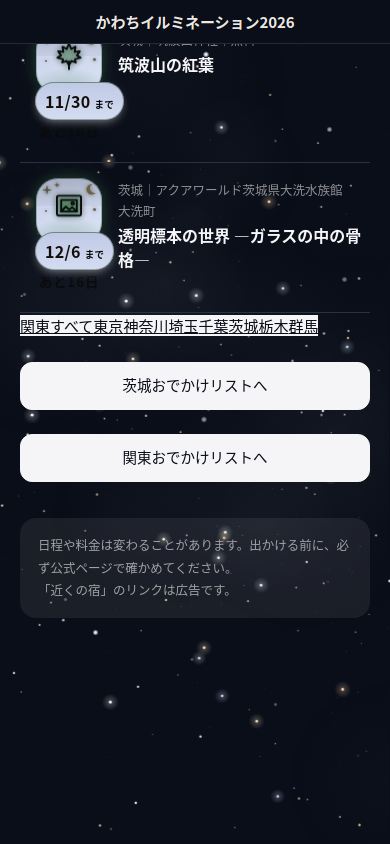 かわちイルミネーション2026
筑波山の紅葉
11/30 まで
茨城｜アクアワールド茨城県大洗水族館・
大洗町
透明標本の世界 ―ガラスの中の骨
格―
12/6 まで
あと16日
関東すべて東京神奈川埼玉千葉茨城栃木群馬
茨城おでかけリストへ
関東おでかけリストへ
日程や料金は変わることがあります。出かける前に、必
ず公式ページで確かめてください。
「近くの宿」のリンクは広告です。